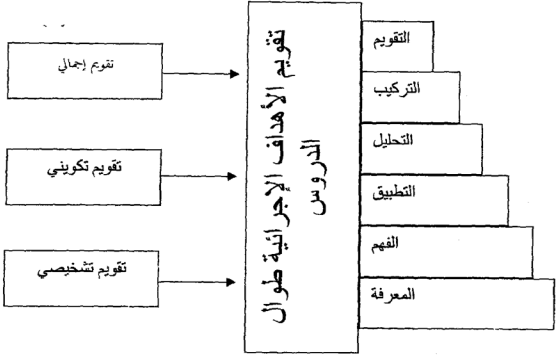 تقويم إجمالي
تقويم تكويني
تقويم تشخيصي
تقويم الأهداف الإجرائية طوال
الدروس
التقويم
التركيب
التحليل
التطبيق
الفهم
المعرفة